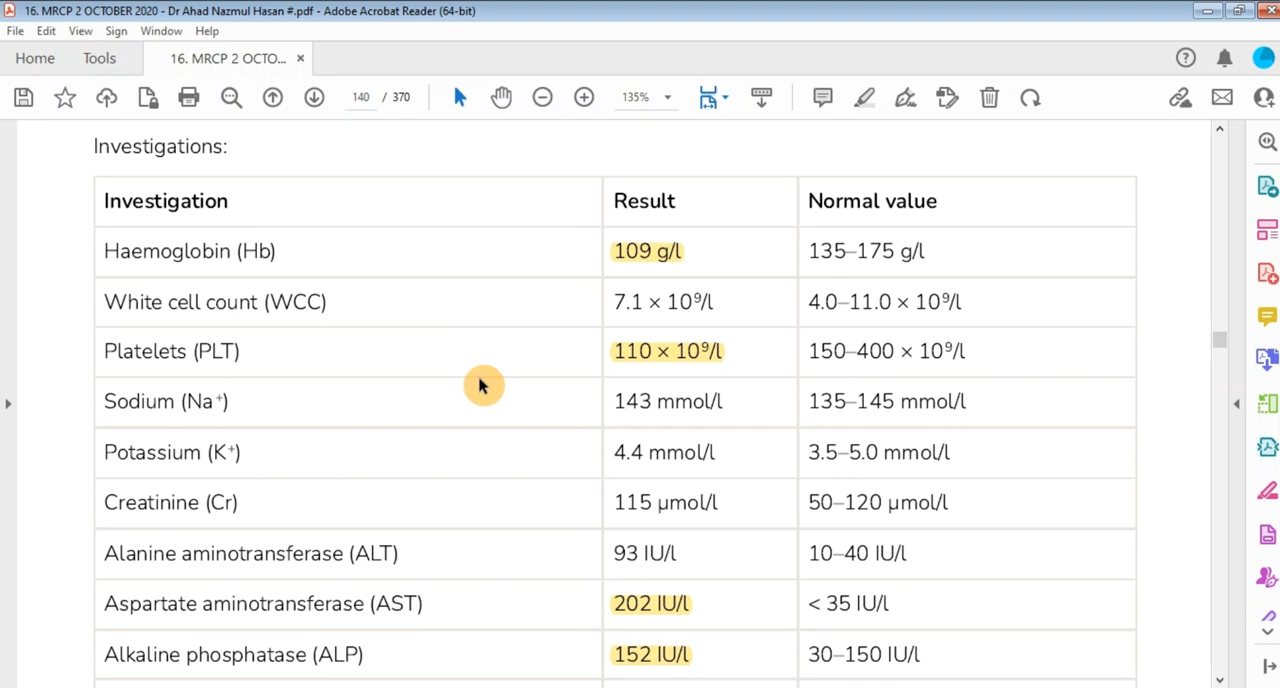 16. MRCP 2 OCTOBER 2020 - Dr Ahad Nazmul Hasan #.pdf - Adobe Acrobat Reader (64-bit)
File Edit View Sign Window Help
Home Tools 16. MRCP 2 OCTO... ×
140 / 370 135%
Investigations:
Investigation Result Normal value
Haemoglobin (Hb) 109 g/l 135–175 g/l
White cell count (WCC) 7.1 × 10⁹/l 4.0–11.0 × 10⁹/l
Platelets (PLT) 110 × 10⁹/l 150–400 × 10⁹/l
Sodium (Na⁺) 143 mmol/l 135–145 mmol/l
Potassium (K⁺) 4.4 mmol/l 3.5–5.0 mmol/l
Creatinine (Cr) 115 μmol/l 50–120 μmol/l
Alanine aminotransferase (ALT) 93 IU/l 10–40 IU/l
Aspartate aminotransferase (AST) 202 IU/l < 35 IU/l
Alkaline phosphatase (ALP) 152 IU/l 30–150 IU/l